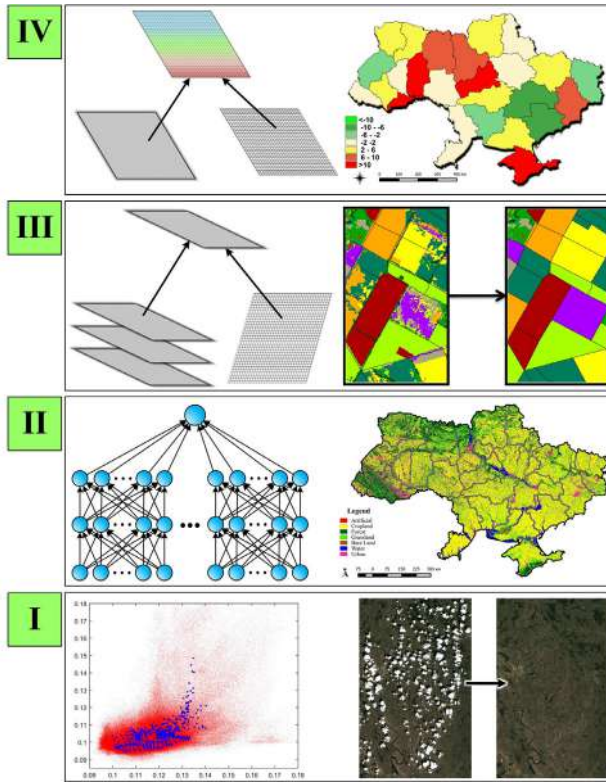 IV
<-10
-10 - -6
-6 - -2
-2 - 2
2 - 6
6 - 10
>10
III
II
Legend
Artificial
Cropland
Forest
Grassland
Bare Land
Water
I
0.18
0.17
0.16
0.15
0.14
0.13
0.12
0.11
0.1
0.09
0.09 0.1 0.11 0.12 0.13 0.14 0.15 0.16 0.17 0.18